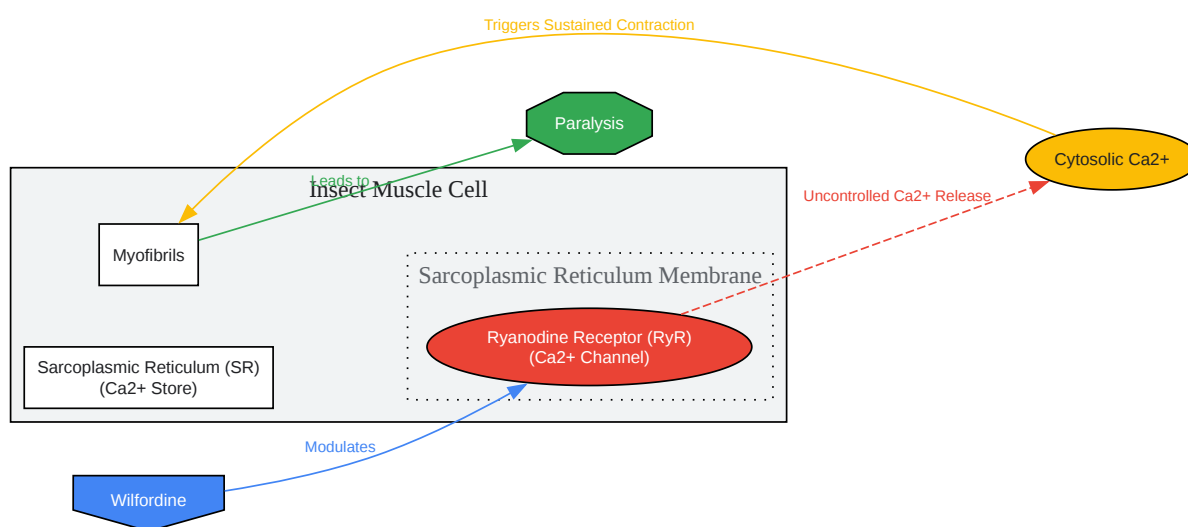 Triggers Sustained Contraction
Paralysis
Cytosolic Ca2+
Leads to
Insect Muscle Cell
Uncontrolled Ca2+ Release
Myofibrils
Sarcoplasmic Reticulum Membrane
Ryanodine Receptor (RyR)
(Ca2+ Channel)
Sarcoplasmic Reticulum (SR)
(Ca2+ Store)
Modulates
Wilfordine